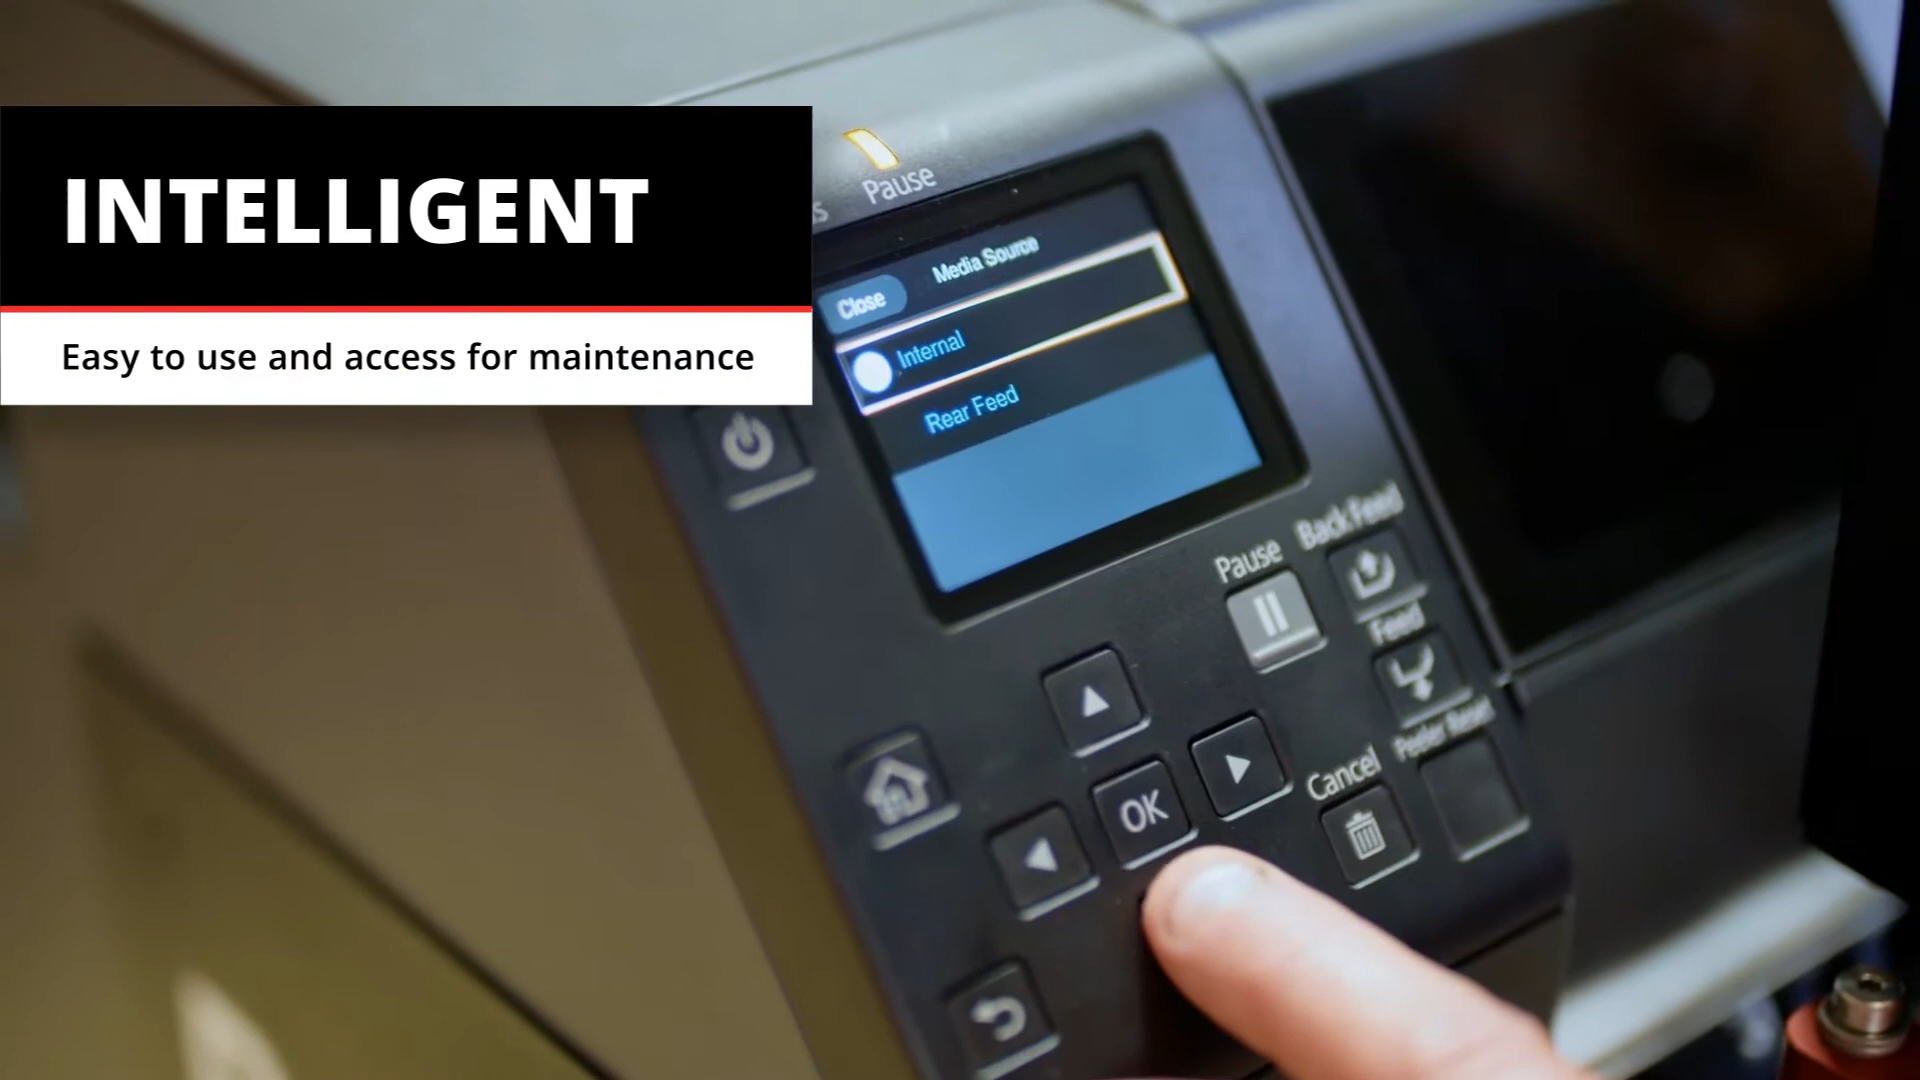 INTELLIGENT
Easy to use and access for maintenance
Pause
Media Source
Close
Internal
Rear Feed
Back Feed
Pause
Feed
Peeler Reset
Cancel
OK